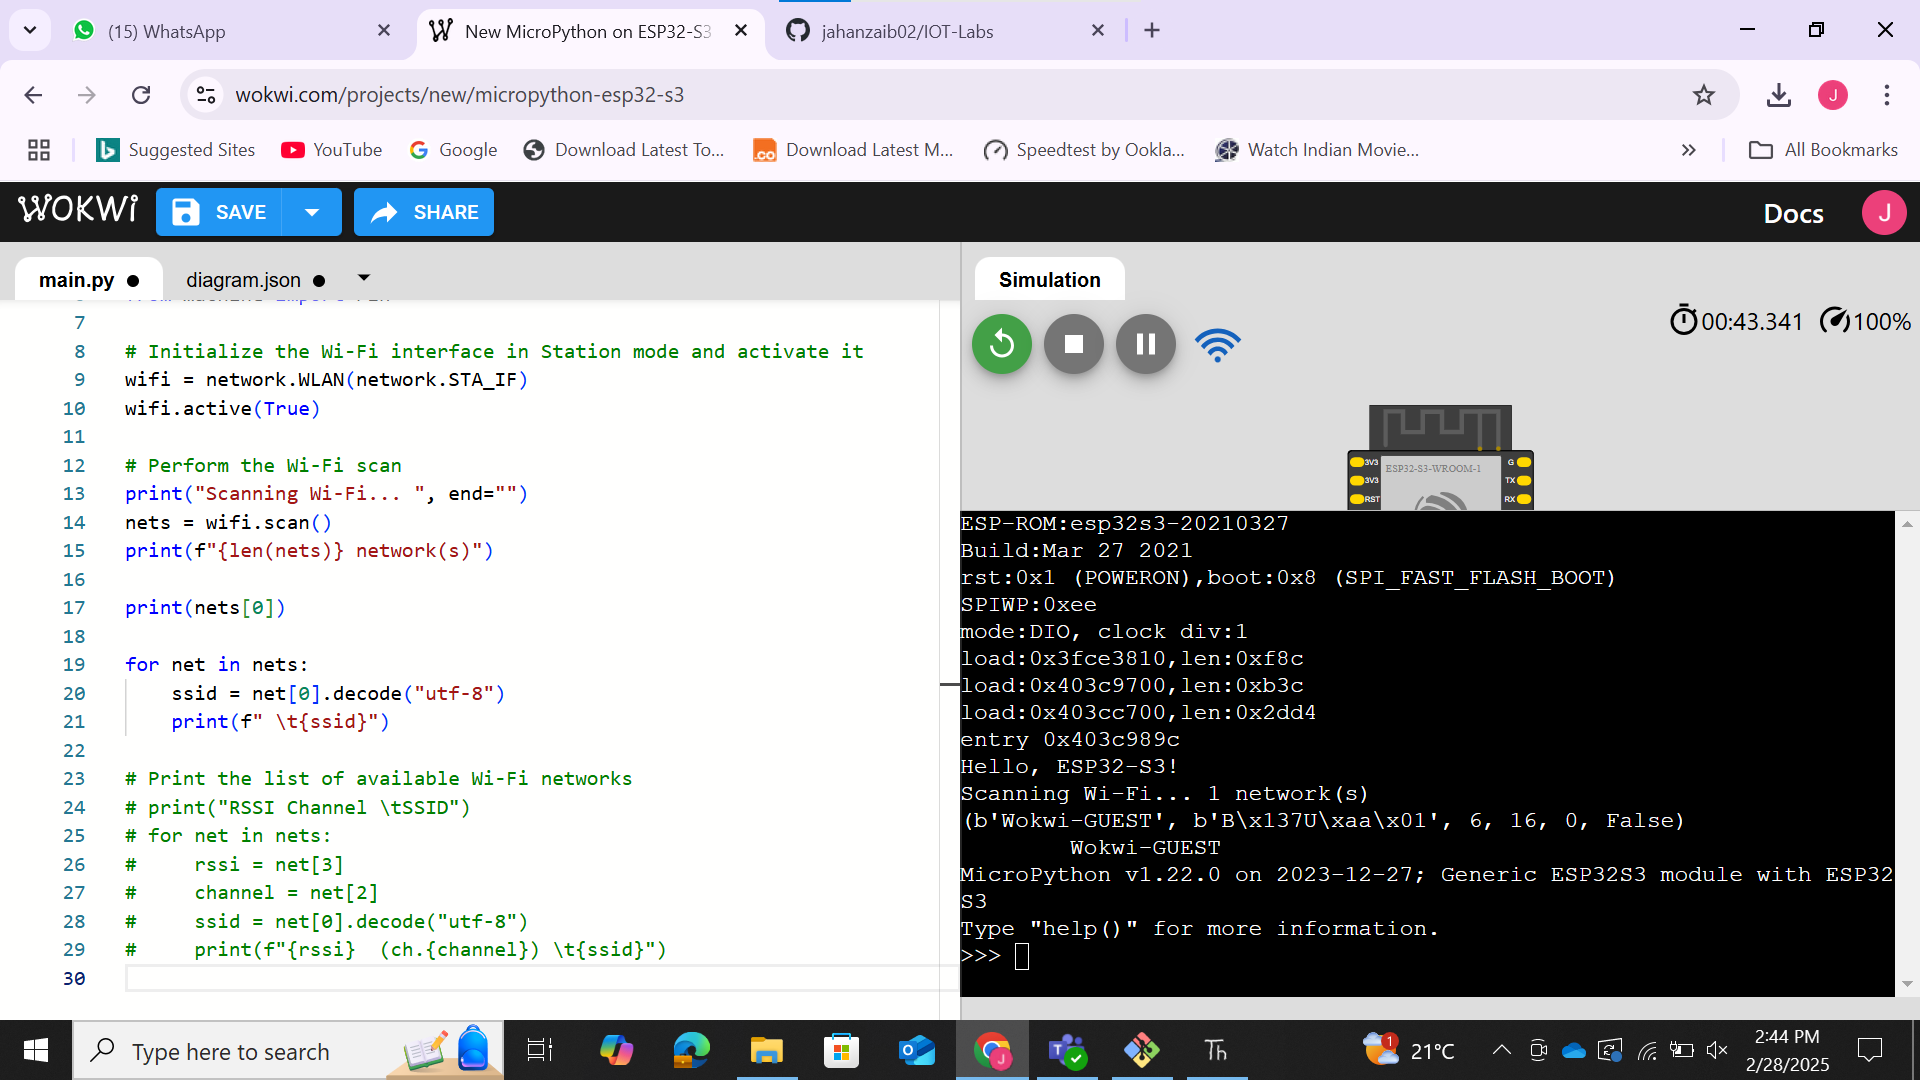 (15) WhatsApp
New MicroPython on ESP32-S3
jahanzaib02/IOT-Labs
wokwi.com/projects/new/micropython-esp32-s3
J
Suggested Sites
YouTube
Google
Download Latest To...
Download Latest M...
Speedtest by Ookla...
Watch Indian Movie...
All Bookmarks
WOKWi
SAVE
SHARE
Docs
J
main.py
diagram.json
7
8 # Initialize the Wi-Fi interface in Station mode and activate it
9 wifi = network.WLAN(network.STA_IF)
10 wifi.active(True)
11
12 # Perform the Wi-Fi scan
13 print("Scanning Wi-Fi... ", end="")
14 nets = wifi.scan()
15 print(f"{len(nets)} network(s)")
16
17 print(nets[0])
18
19 for net in nets:
20     ssid = net[0].decode("utf-8")
21     print(f" \t{ssid}")
22
23 # Print the list of available Wi-Fi networks
24 # print("RSSI Channel \tSSID")
25 # for net in nets:
26 #     rssi = net[3]
27 #     channel = net[2]
28 #     ssid = net[0].decode("utf-8")
29 #     print(f"{rssi}  (ch.{channel}) \t{ssid}")
30
Simulation
00:43.341
100%
3V3
3V3
RST
ESP32-S3-WROOM-1
G
TX
RX
ESP-ROM:esp32s3-20210327
Build:Mar 27 2021
rst:0x1 (POWERON),boot:0x8 (SPI_FAST_FLASH_BOOT)
SPIWP:0xee
mode:DIO, clock div:1
load:0x3fce3810,len:0xf8c
load:0x403c9700,len:0xb3c
load:0x403cc700,len:0x2dd4
entry 0x403c989c
Hello, ESP32-S3!
Scanning Wi-Fi... 1 network(s)
(b'Wokwi-GUEST', b'B\x137U\xaa\x01', 6, 16, 0, False)
Wokwi-GUEST
MicroPython v1.22.0 on 2023-12-27; Generic ESP32S3 module with ESP32
S3
Type "help()" for more information.
>>>
Type here to search
1
21°C
2:44 PM
2/28/2025